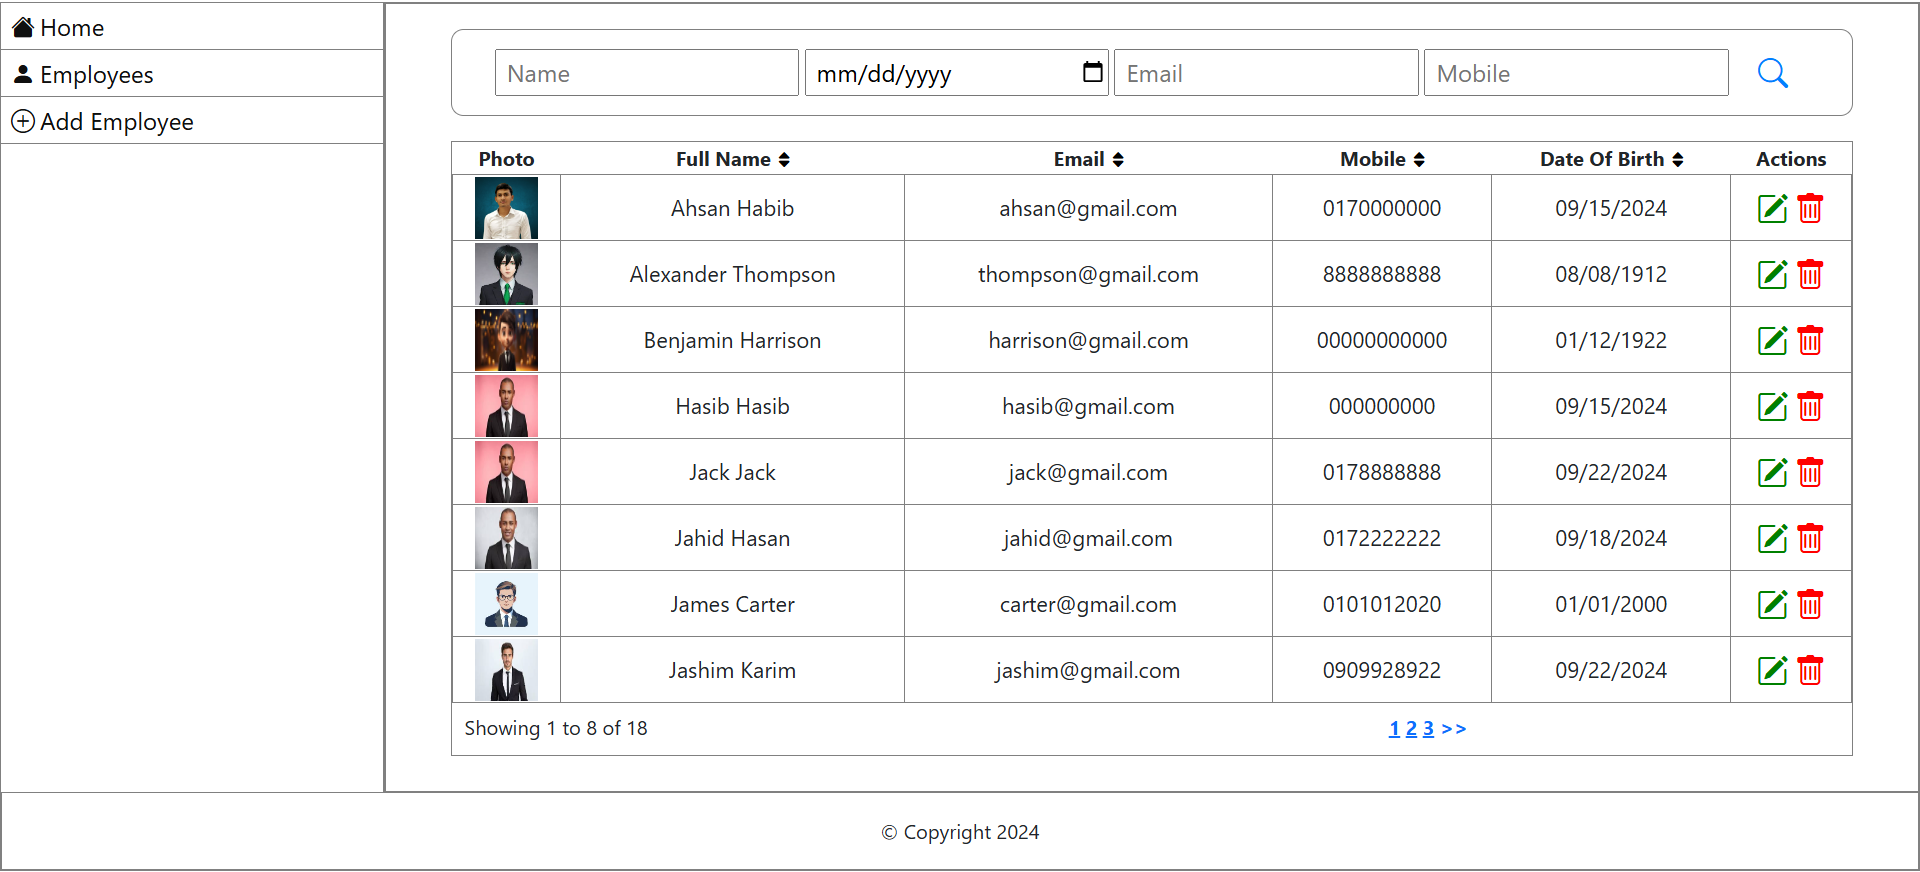 Home
Employees
Add Employee
Name mm/dd/yyyy Email Mobile
Photo Full Name Email Mobile Date Of Birth Actions
Ahsan Habib ahsan@gmail.com 0170000000 09/15/2024
Alexander Thompson thompson@gmail.com 8888888888 08/08/1912
Benjamin Harrison harrison@gmail.com 00000000000 01/12/1922
Hasib Hasib hasib@gmail.com 000000000 09/15/2024
Jack Jack jack@gmail.com 0178888888 09/22/2024
Jahid Hasan jahid@gmail.com 0172222222 09/18/2024
James Carter carter@gmail.com 0101012020 01/01/2000
Jashim Karim jashim@gmail.com 0909928922 09/22/2024
Showing 1 to 8 of 18 1 2 3 >>
© Copyright 2024